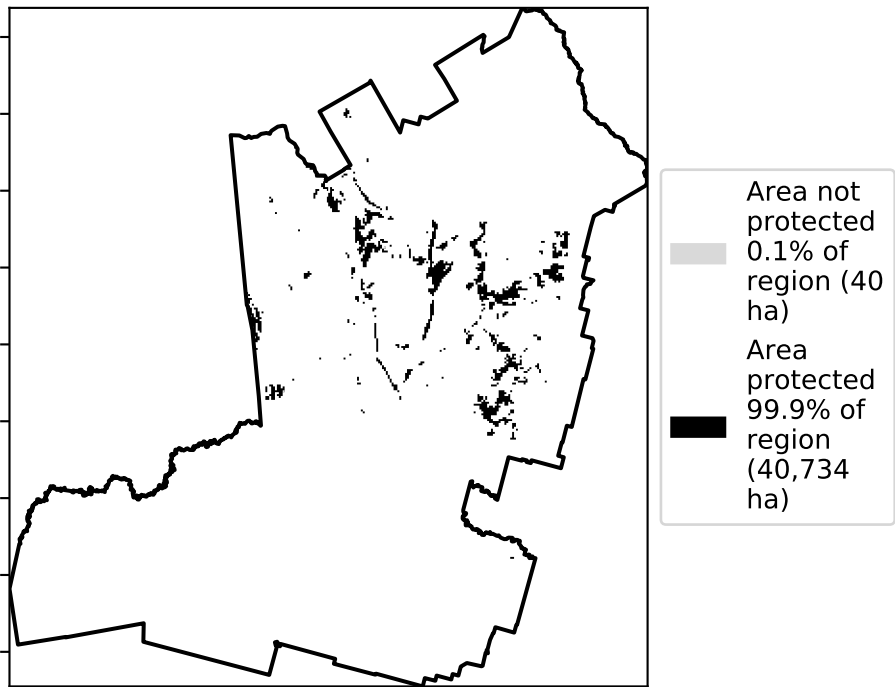 Area not
protected
0.1% of
region (40
ha)
Area
protected
99.9% of
region
(40,734
ha)